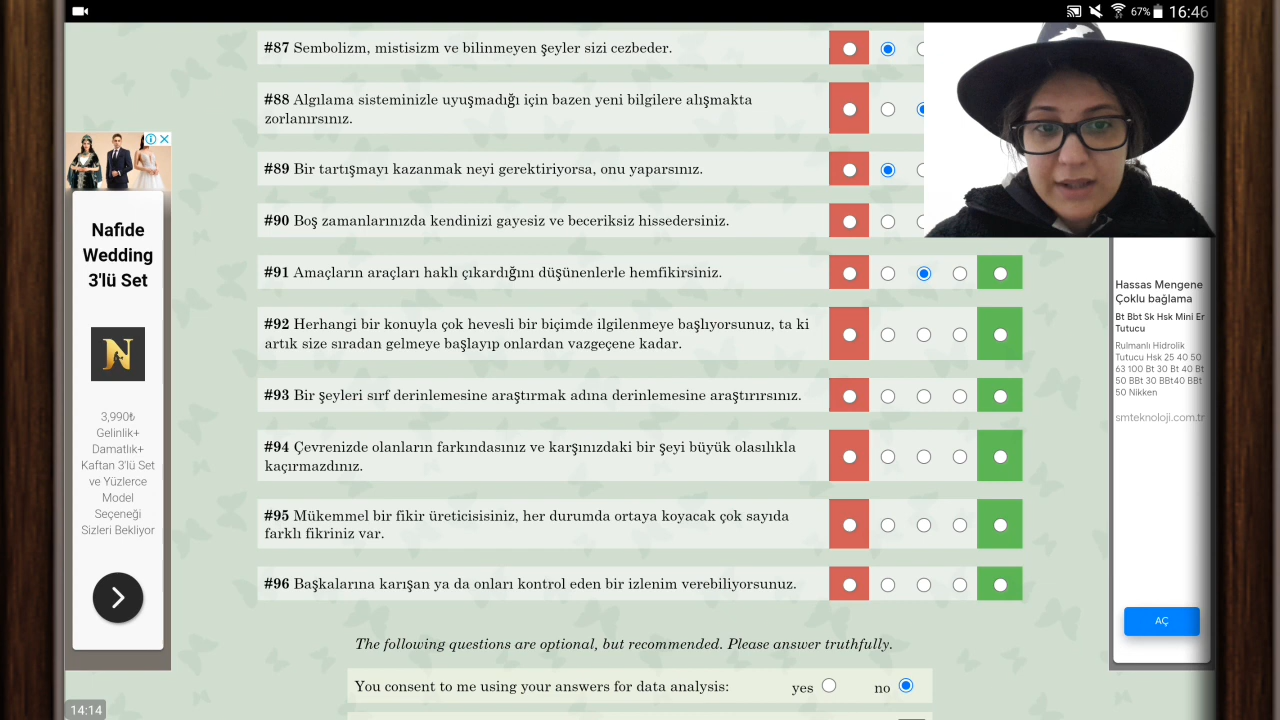 67% 16:46
#87 Sembolizm, mistisizm ve bilinmeyen şeyler sizi cezbeder.
#88 Algılama sisteminizle uyuşmadığı için bazen yeni bilgilere alışmakta
zorlanırsınız.
#89 Bir tartışmayı kazanmak neyi gerektiriyorsa, onu yaparsınız.
#90 Boş zamanlarınızda kendinizi gayesiz ve beceriksiz hissedersiniz.
#91 Amaçların araçları haklı çıkardığını düşünenlerle hemfikirsiniz.
#92 Herhangi bir konuyla çok hevesli bir biçimde ilgilenmeye başlıyorsunuz, ta ki
artık size sıradan gelmeye başlayıp onlardan vazgeçene kadar.
#93 Bir şeyleri sırf derinlemesine araştırmak adına derinlemesine araştırırsınız.
#94 Çevrenizde olanların farkındasınız ve karşınızdaki bir şeyi büyük olasılıkla
kaçırmazdınız.
#95 Mükemmel bir fikir üreticisisiniz, her durumda ortaya koyacak çok sayıda
farklı fikriniz var.
#96 Başkalarına karışan ya da onları kontrol eden bir izlenim verebiliyorsunuz.
The following questions are optional, but recommended. Please answer truthfully.
You consent to me using your answers for data analysis: yes no
Nafide
Wedding
3'lü Set
N
3,990₺
Gelinlik+
Damatlık+
Kaftan 3'lü Set
ve Yüzlerce
Model
Seçeneği
Sizleri Bekliyor
Hassas Mengene
Çoklu bağlama
Bt Bbt Sk Hsk Mini Er
Tutucu
Rulmanlı Hidrolik
Tutucu Hsk 25 40 50
63 100 Bt 30 Bt 40 Bt
50 BBt 30 BBt40 BBt
50 Nikken
smteknoloji.com.tr
AÇ
14:14